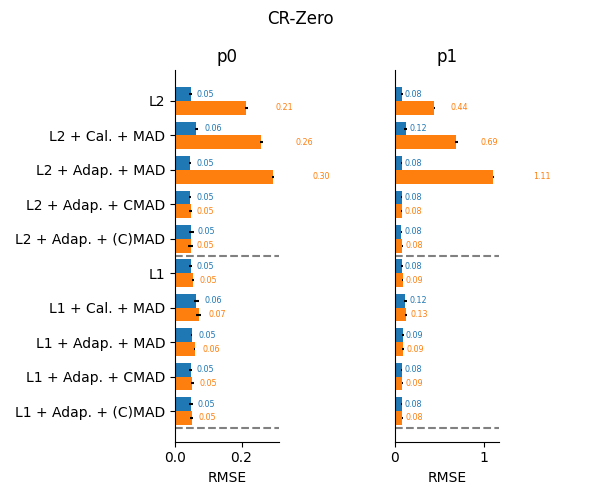 CR-Zero
p0 p1
L2 0.05 0.21 0.08 0.44
L2 + Cal. + MAD 0.06 0.26 0.12 0.69
L2 + Adap. + MAD 0.05 0.30 0.08 1.11
L2 + Adap. + CMAD 0.05 0.05 0.08 0.08
L2 + Adap. + (C)MAD 0.05 0.05 0.08 0.08
L1 0.05 0.05 0.08 0.09
L1 + Cal. + MAD 0.06 0.07 0.12 0.13
L1 + Adap. + MAD 0.05 0.06 0.09 0.09
L1 + Adap. + CMAD 0.05 0.05 0.08 0.09
L1 + Adap. + (C)MAD 0.05 0.05 0.08 0.08
0.0 0.2 0 1
RMSE RMSE